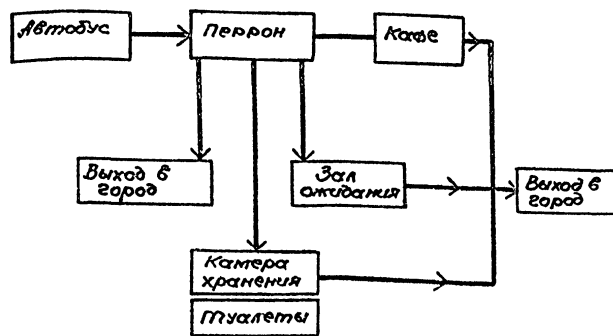 Автобус
Перрон
Кафе
Выход в
город
Зал
ожидания
Выход в
город
Камера
хранения
Туалеты